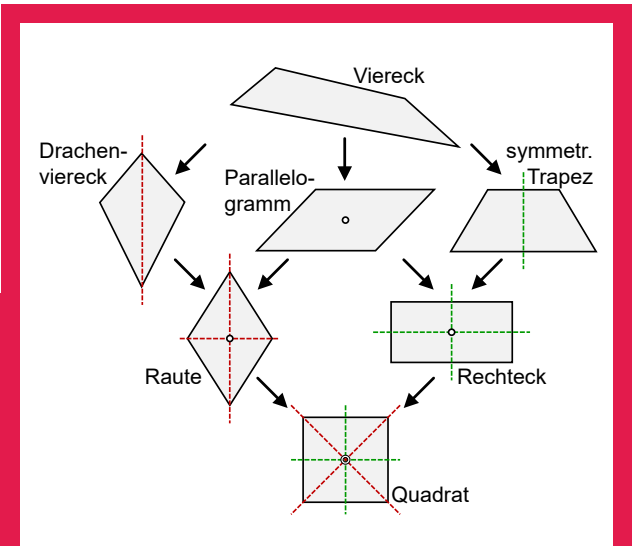 Viereck
Drachen-
viereck
Parallelo-
gramm
symmetr.
Trapez
Raute
Rechteck
Quadrat